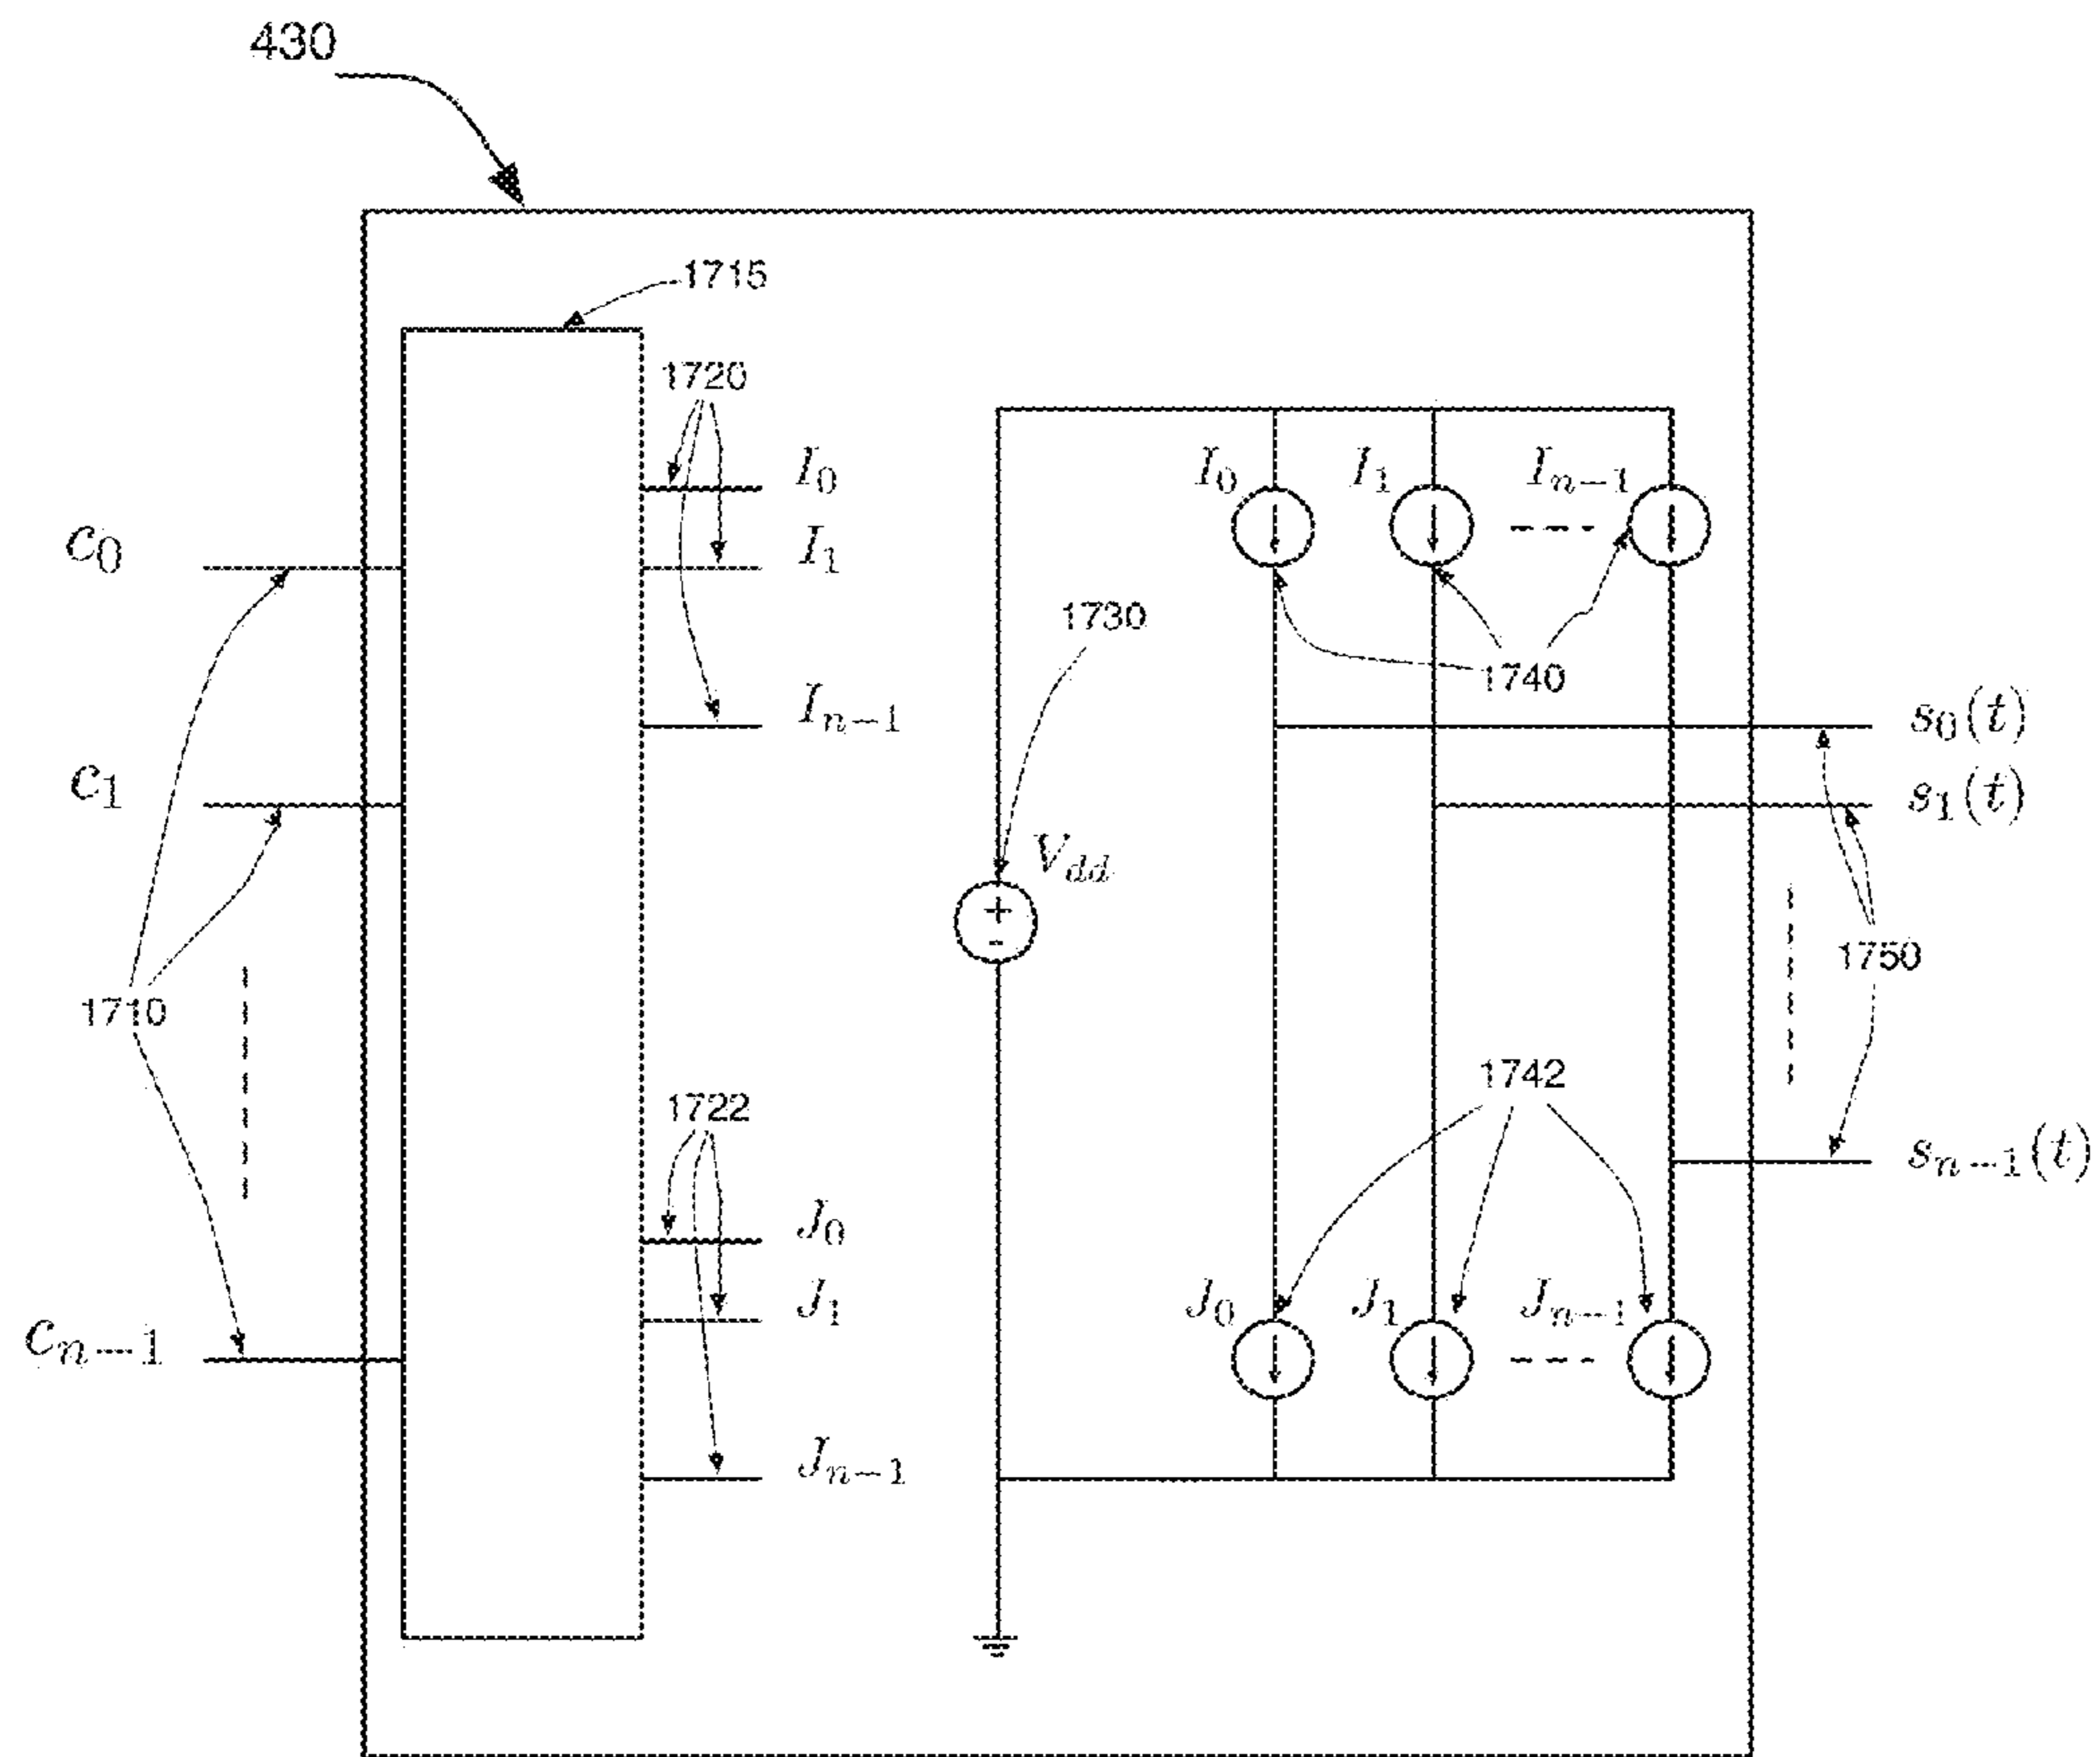 430
1715
1720
I₀
I₁
Iₙ₋₁
c₀
c₁
1710
cₙ₋₁
1722
J₀
J₁
Jₙ₋₁
1730
V_dd
+
-
I₀ I₁ Iₙ₋₁
1740
s₀(t)
s₁(t)
1750
sₙ₋₁(t)
1742
J₀ J₁ Jₙ₋₁